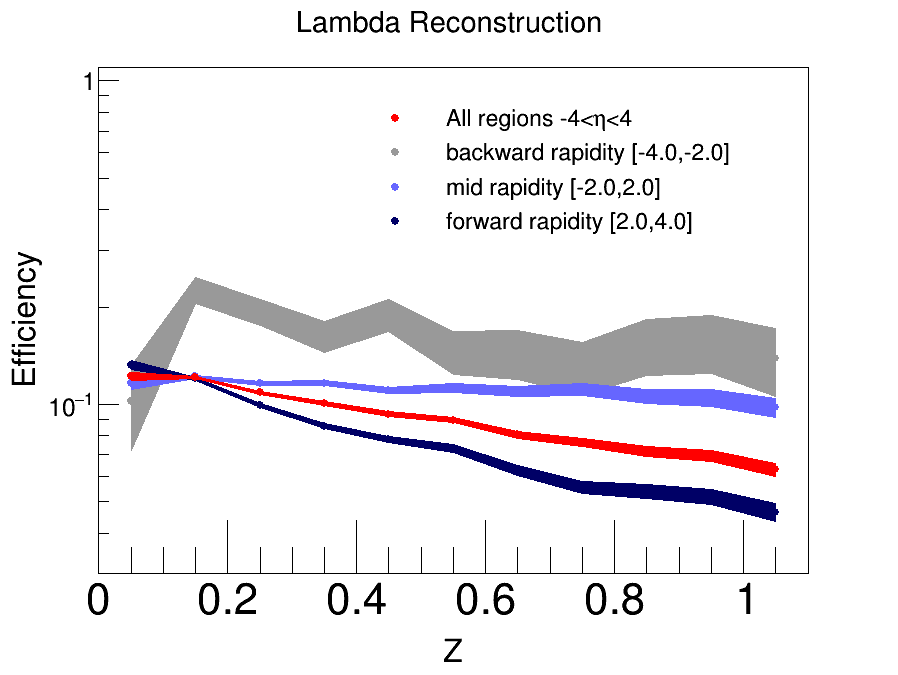 Lambda Reconstruction
1
All regions -4<η<4
backward rapidity [-4.0,-2.0]
mid rapidity [-2.0,2.0]
forward rapidity [2.0,4.0]
Efficiency
10⁻¹
0 0.2 0.4 0.6 0.8 1
Z